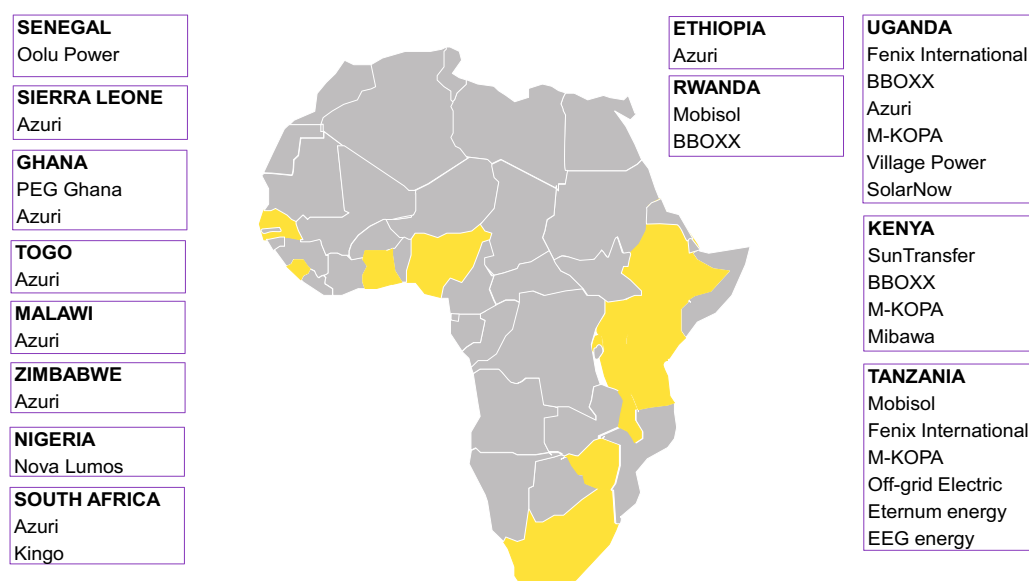 SENEGAL
Oolu Power
SIERRA LEONE
Azuri
GHANA
PEG Ghana
Azuri
TOGO
Azuri
MALAWI
Azuri
ZIMBABWE
Azuri
NIGERIA
Nova Lumos
SOUTH AFRICA
Azuri
Kingo
ETHIOPIA
Azuri
RWANDA
Mobisol
BBOXX
UGANDA
Fenix International
BBOXX
Azuri
M-KOPA
Village Power
SolarNow
KENYA
SunTransfer
BBOXX
M-KOPA
Mibawa
TANZANIA
Mobisol
Fenix International
M-KOPA
Off-grid Electric
Eternum energy
EEG energy